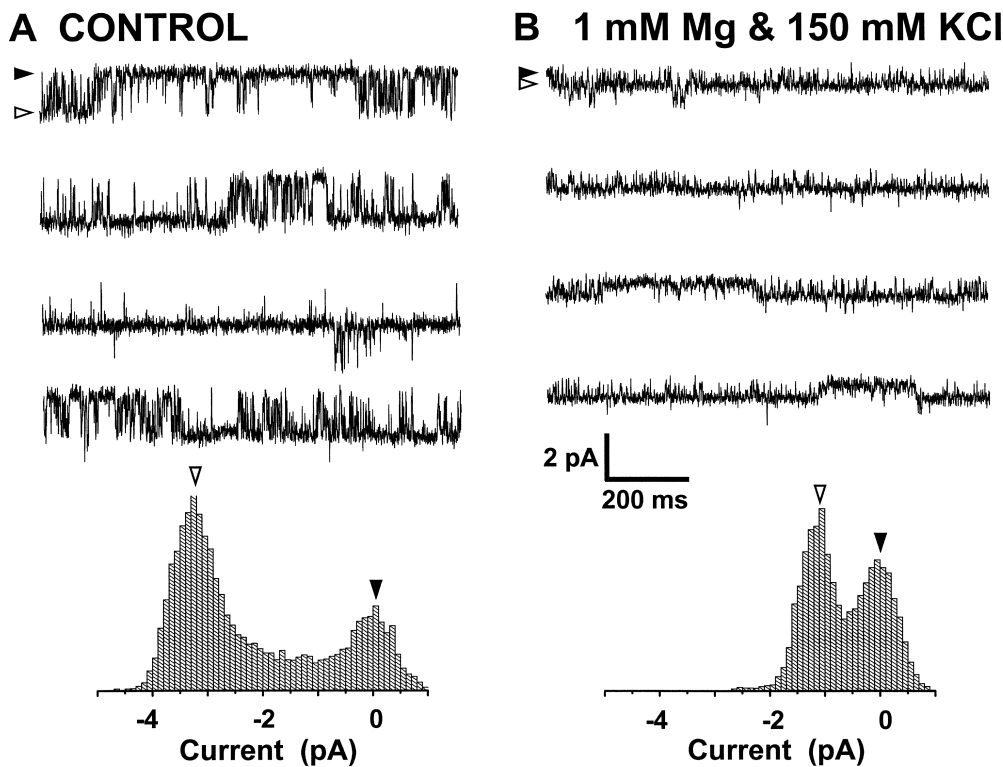 A CONTROL
B 1 mM Mg & 150 mM KCl
2 pA
200 ms
-4 -2 0
Current (pA)
-4 -2 0
Current (pA)